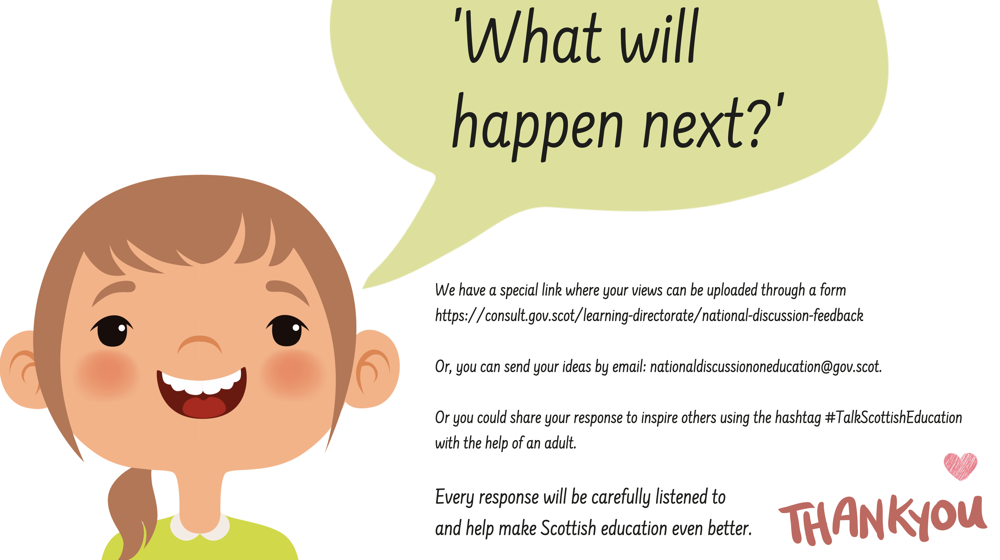 'What will
happen next?'
We have a special link where your views can be uploaded through a form
https://consult.gov.scot/learning-directorate/national-discussion-feedback
Or, you can send your ideas by email: nationaldiscussiononeducation@gov.scot.
Or you could share your response to inspire others using the hashtag #TalkScottishEducation
with the help of an adult.
Every response will be carefully listened to
and help make Scottish education even better.
THANKYOU